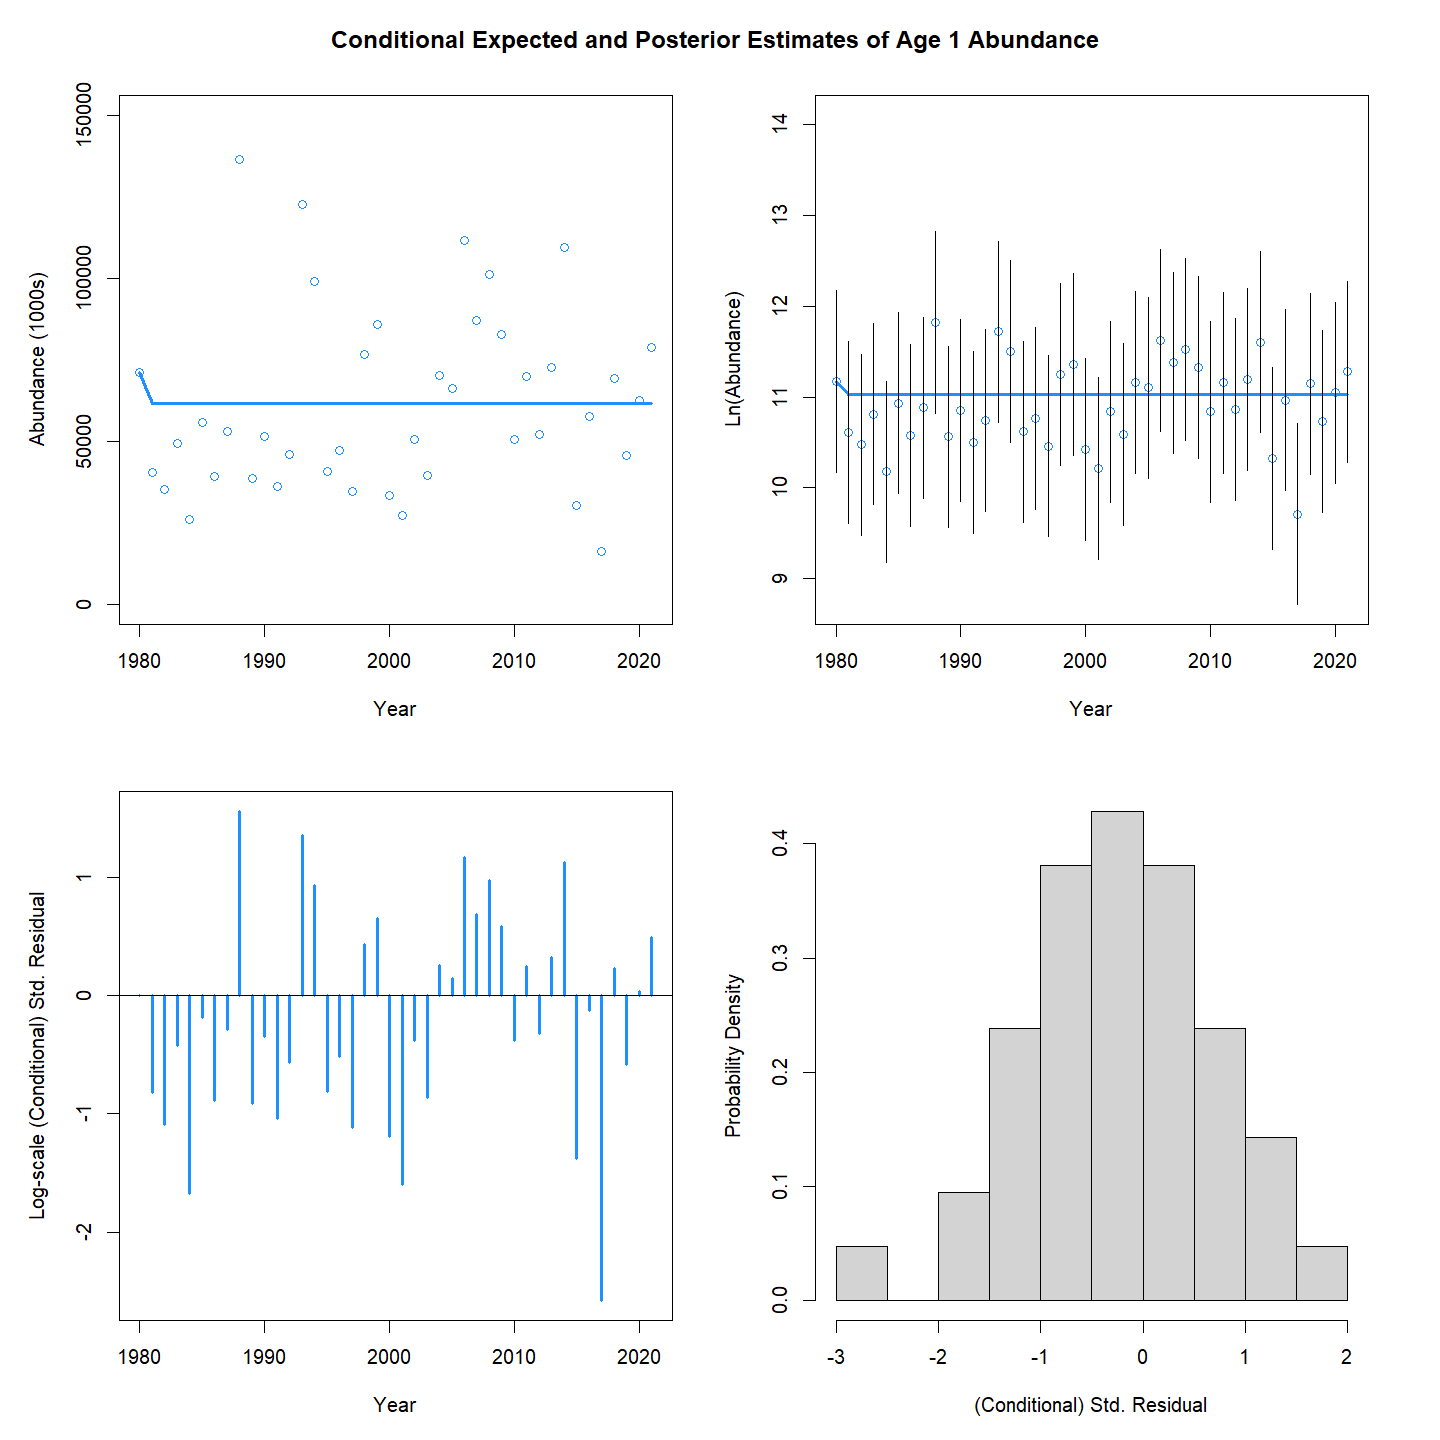 Conditional Expected and Posterior Estimates of Age 1 Abundance
Abundance (1000s)
150000
100000
50000
0
1980 1990 2000 2010 2020
Year
Ln(Abundance)
14
13
12
11
10
9
1980 1990 2000 2010 2020
Year
Log-scale (Conditional) Std. Residual
1
0
-1
-2
1980 1990 2000 2010 2020
Year
Probability Density
0.4
0.3
0.2
0.1
0.0
-3 -2 -1 0 1 2
(Conditional) Std. Residual